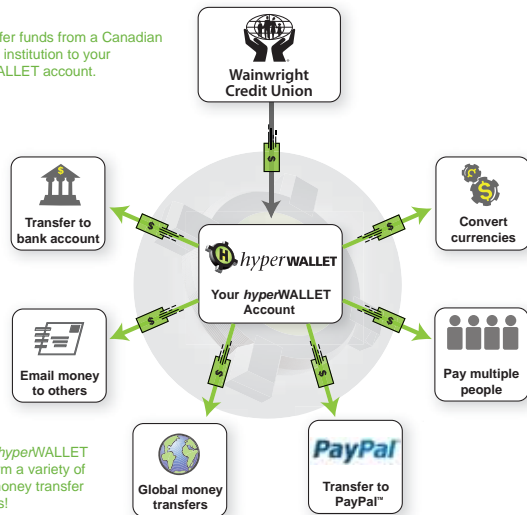 fer funds from a Canadian
institution to your
ALLET account.
Wainwright
Credit Union
Transfer to
bank account
Convert
currencies
hyperWALLET
Your hyperWALLET
Account
Email money
to others
Pay multiple
people
hyperWALLET
rm a variety of
oney transfer
s!
Global money
transfers
PayPal
Transfer to
PayPal™